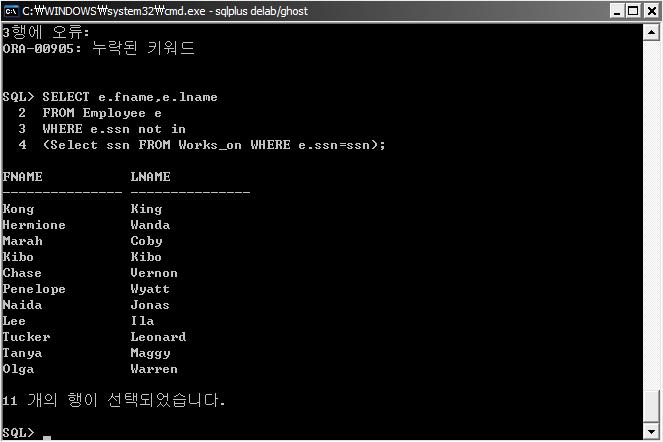 C:\WINDOWS\system32\cmd.exe - sqlplus delab/ghost
3행에 오류:
ORA-00905: 누락된 키워드
SQL> SELECT e.fname,e.lname
  2  FROM Employee e
  3  WHERE e.ssn not in
  4  (Select ssn FROM Works_on WHERE e.ssn=ssn);
FNAME           LNAME
--------------- ---------------
Kong            King
Hermione        Wanda
Marah           Coby
Kibo            Kibo
Chase           Vernon
Penelope        Wyatt
Naida           Jonas
Lee             Ila
Tucker          Leonard
Tanya           Maggy
Olga            Warren
11 개의 행이 선택되었습니다.
SQL>